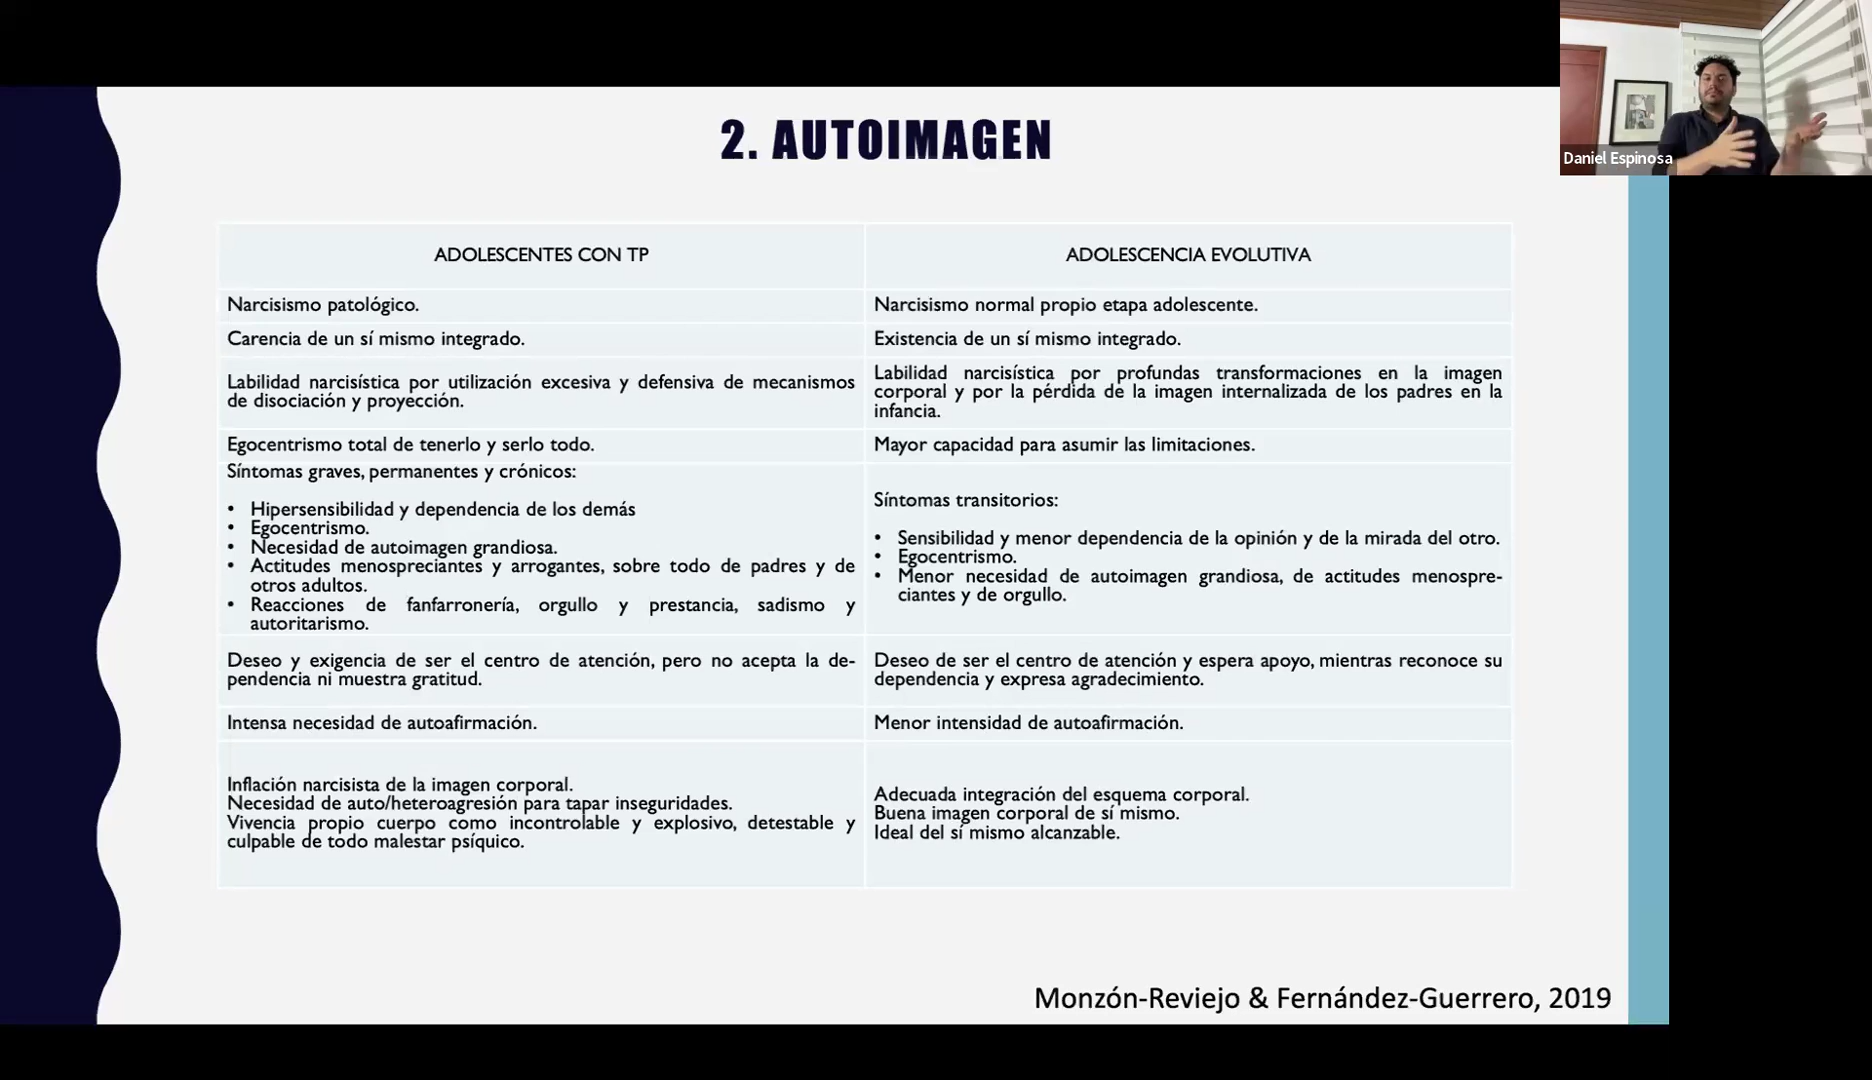 2. AUTOIMAGEN
Daniel Espinosa
ADOLESCENTES CON TP
ADOLESCENCIA EVOLUTIVA
Narcisismo patológico.
Narcisismo normal propio etapa adolescente.
Carencia de un sí mismo integrado.
Existencia de un sí mismo integrado.
Labilidad narcisística por utilización excesiva y defensiva de mecanismos
de disociación y proyección.
Labilidad narcisística por profundas transformaciones en la imagen
corporal y por la pérdida de la imagen internalizada de los padres en la
infancia.
Egocentrismo total de tenerlo y serlo todo.
Mayor capacidad para asumir las limitaciones.
Síntomas graves, permanentes y crónicos:
• Hipersensibilidad y dependencia de los demás
• Egocentrismo.
• Necesidad de autoimagen grandiosa.
• Actitudes menospreciantes y arrogantes, sobre todo de padres y de
otros adultos.
• Reacciones de fanfarronería, orgullo y prestancia, sadismo y
autoritarismo.
Síntomas transitorios:
• Sensibilidad y menor dependencia de la opinión y de la mirada del otro.
• Egocentrismo.
• Menor necesidad de autoimagen grandiosa, de actitudes menospre-
ciantes y de orgullo.
Deseo y exigencia de ser el centro de atención, pero no acepta la de-
pendencia ni muestra gratitud.
Deseo de ser el centro de atención y espera apoyo, mientras reconoce su
dependencia y expresa agradecimiento.
Intensa necesidad de autoafirmación.
Menor intensidad de autoafirmación.
Inflación narcisista de la imagen corporal.
Necesidad de auto/heteroagresión para tapar inseguridades.
Vivencia propio cuerpo como incontrolable y explosivo, detestable y
culpable de todo malestar psíquico.
Adecuada integración del esquema corporal.
Buena imagen corporal de sí mismo.
Ideal del sí mismo alcanzable.
Monzón-Reviejo & Fernández-Guerrero, 2019